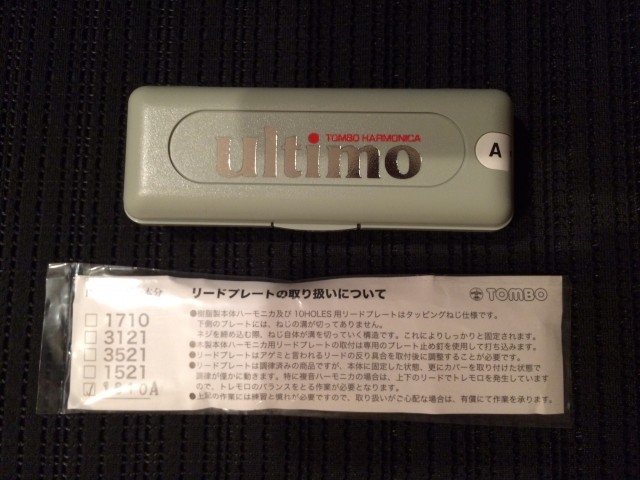 TOMBO HARMONICA
ultimo
A
リードプレートの取り扱いについて
TOMBO
1710
3121
3521
1521
1210A
●樹脂製本体ハーモニカ及び 10HOLES 用リードプレートはタッピングねじ仕様です。
下側のプレートには、ねじの溝が切ってありません。
ネジを締め込む際、ねじ自体が溝を切っていく構造です。これによりしっかりと固定されます。
●木製本体ハーモニカ用リードプレートの取付は専用のプレート止め釘を使用して打ち込みます。
●リードプレートはアゲミと言われるリードの反り具合を取付後に調整することが必要です。
●リードプレートは調律済みの商品ですが、本体に固定した状態、更にカバーを取り付けた状態で
調律が僅かに動きます。特に複音ハーモニカの場合は、上下のリードでトレモロを発生しています
なで、トレモロのバランスをとる作業が必要となります。
●上記の作業には練習と慣れが必要ですので、取り扱いがご心配な場合は、有償にて作業を承ります。